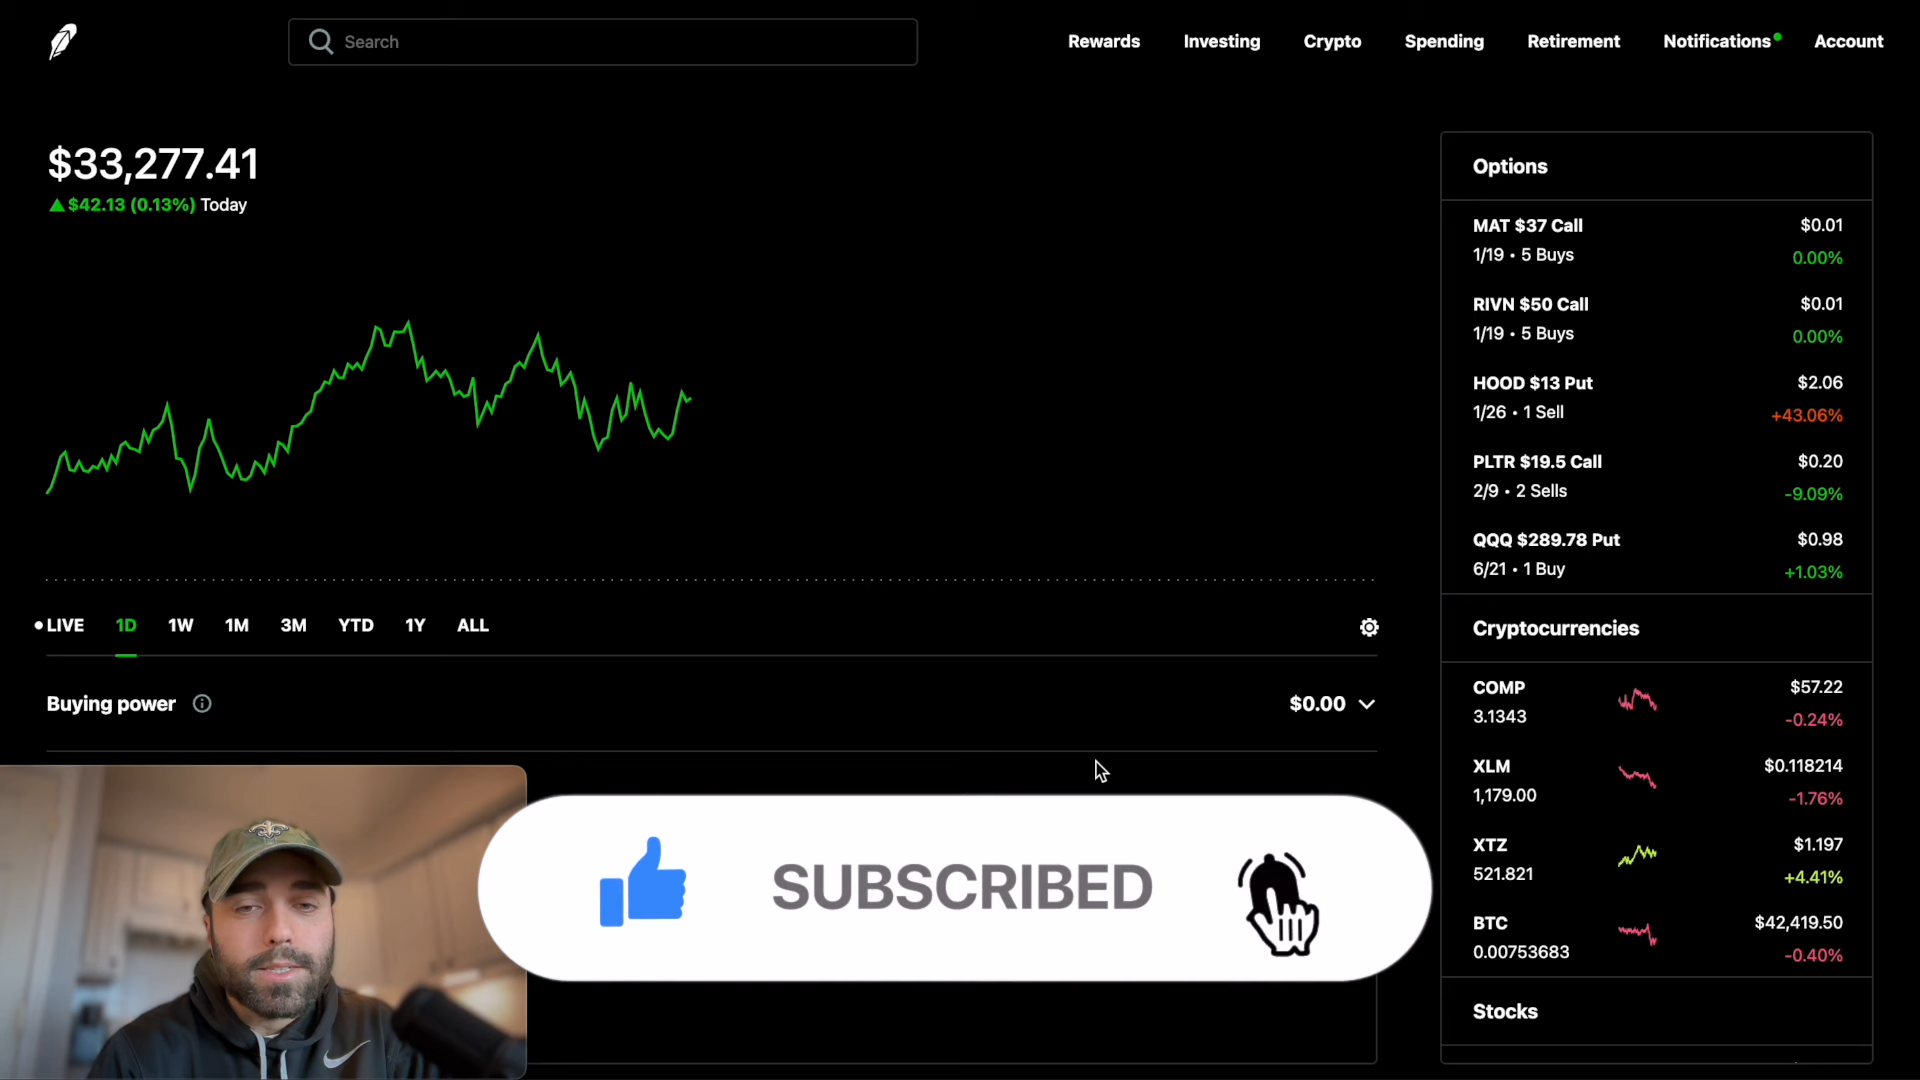 Search
Rewards
Investing
Crypto
Spending
Retirement
Notifications
Account
$33,277.41
▲$42.13 (0.13%) Today
LIVE
1D
1W
1M
3M
YTD
1Y
ALL
Buying power
$0.00
SUBSCRIBED
Options
MAT $37 Call
$0.01
1/19 • 5 Buys
0.00%
RIVN $50 Call
$0.01
1/19 • 5 Buys
0.00%
HOOD $13 Put
$2.06
1/26 • 1 Sell
+43.06%
PLTR $19.5 Call
$0.20
2/9 • 2 Sells
-9.09%
QQQ $289.78 Put
$0.98
6/21 • 1 Buy
+1.03%
Cryptocurrencies
COMP
$57.22
3.1343
-0.24%
XLM
$0.118214
1,179.00
-1.76%
XTZ
$1.197
521.821
+4.41%
BTC
$42,419.50
0.00753683
-0.40%
Stocks